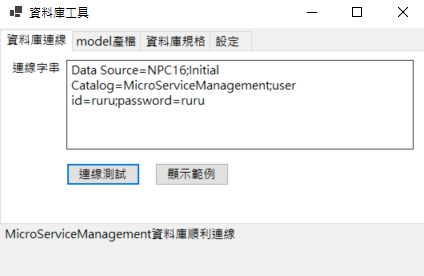 資料庫工具
資料庫連線 model產檔 資料庫規格 設定
連線字串
Data Source=NPC16;Initial
Catalog=MicroServiceManagement;user
id=ruru;password=ruru
連線測試 顯示範例
MicroServiceManagement資料庫順利連線